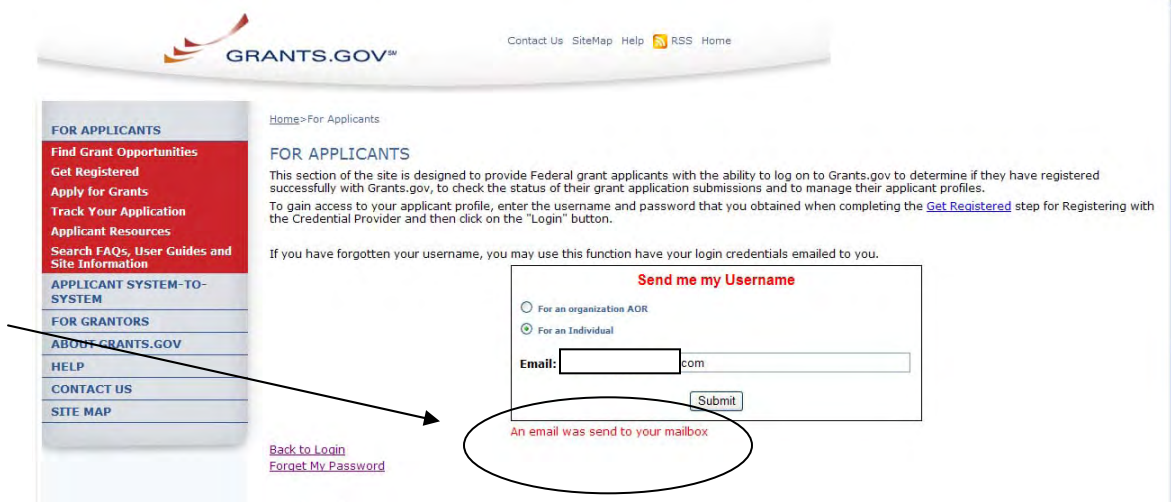 GRANTS.GOV℠
Contact Us SiteMap Help RSS Home
FOR APPLICANTS
Find Grant Opportunities
Get Registered
Apply for Grants
Track Your Application
Applicant Resources
Search FAQs, User Guides and
Site Information
APPLICANT SYSTEM-TO-
SYSTEM
FOR GRANTORS
ABOUT GRANTS.GOV
HELP
CONTACT US
SITE MAP
Home>For Applicants
FOR APPLICANTS
This section of the site is designed to provide Federal grant applicants with the ability to log on to Grants.gov to determine if they have registered
successfully with Grants.gov, to check the status of their grant application submissions and to manage their applicant profiles.
To gain access to your applicant profile, enter the username and password that you obtained when completing the Get Registered step for Registering with
the Credential Provider and then click on the "Login" button.
If you have forgotten your username, you may use this function have your login credentials emailed to you.
Send me my Username
For an organization AOR
For an Individual
Email: com
Submit
An email was send to your mailbox
Back to Login
Forget My Password